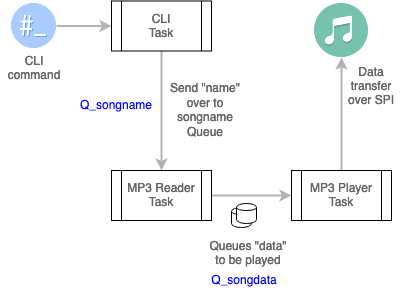 #_
CLI
command
CLI
Task
Q_songname
Send "name"
over to
songname
Queue
MP3 Reader
Task
Queues "data"
to be played
Q_songdata
MP3 Player
Task
Data
transfer
over SPI